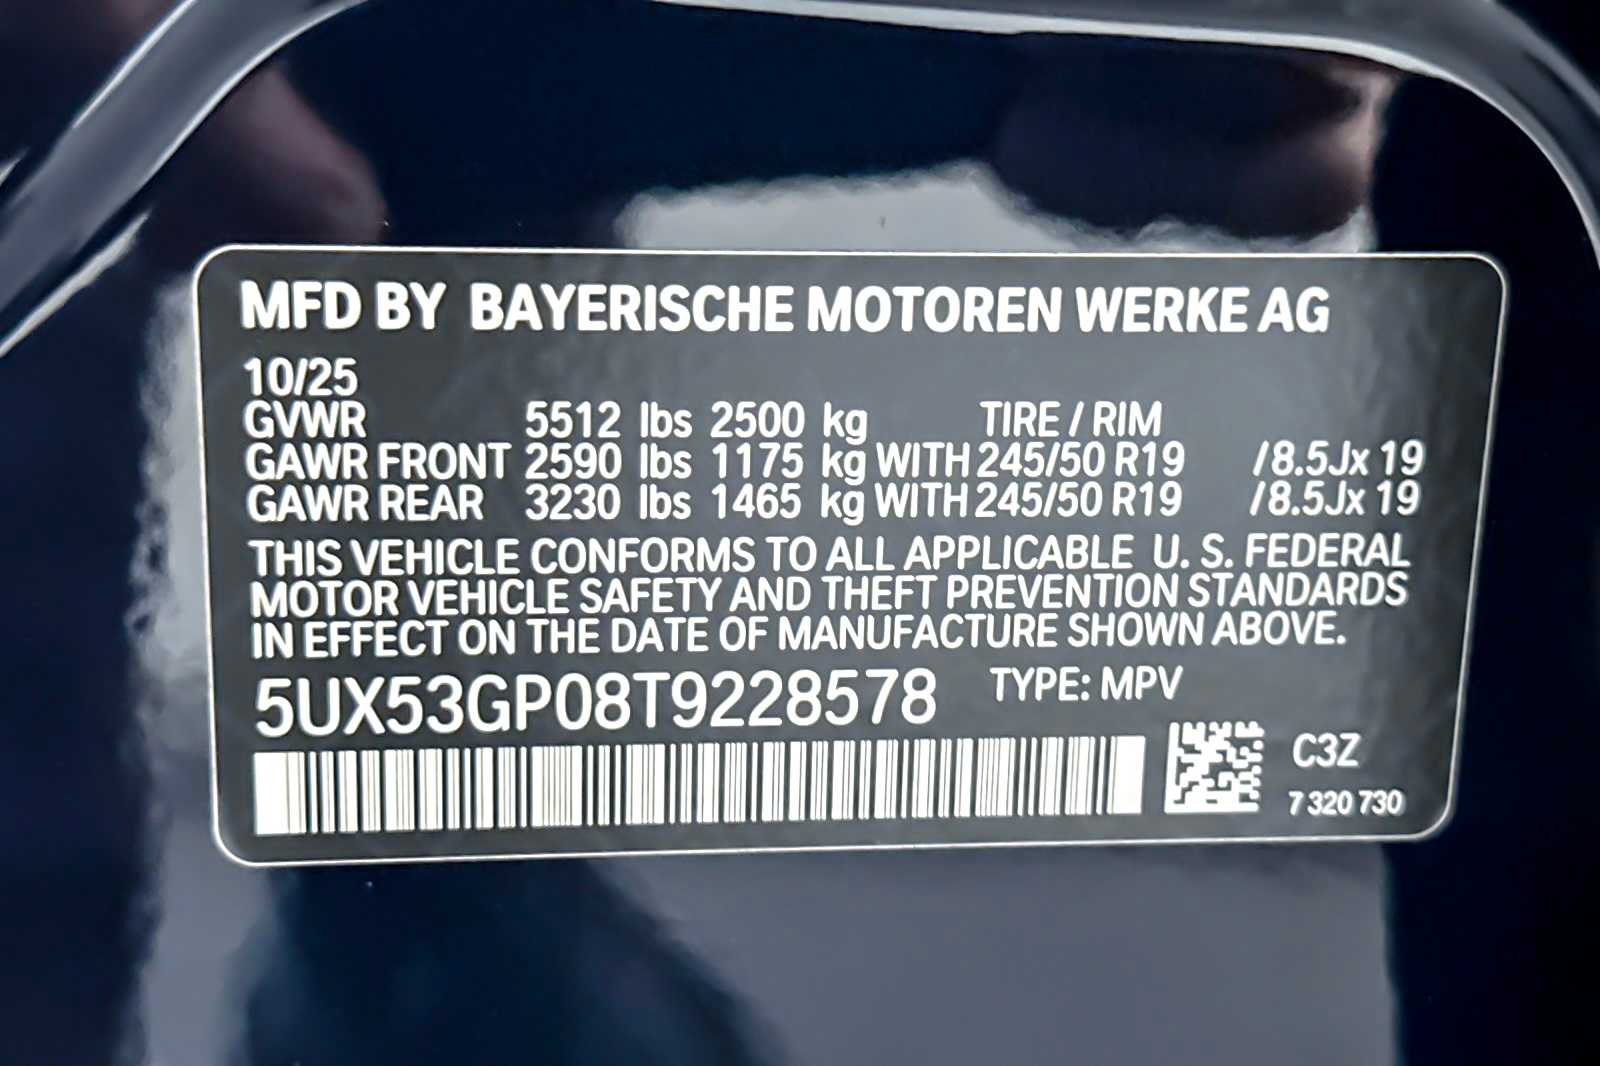 MFD BY BAYERISCHE MOTOREN WERKE AG
10/25
GVWR 5512 lbs 2500 kg TIRE / RIM
GAWR FRONT 2590 lbs 1175 kg WITH 245/50 R19 /8.5Jx 19
GAWR REAR 3230 lbs 1465 kg WITH 245/50 R19 /8.5Jx 19
THIS VEHICLE CONFORMS TO ALL APPLICABLE U. S. FEDERAL
MOTOR VEHICLE SAFETY AND THEFT PREVENTION STANDARDS
IN EFFECT ON THE DATE OF MANUFACTURE SHOWN ABOVE.
5UX53GP08T9228578 TYPE: MPV
C3Z
7 320 730